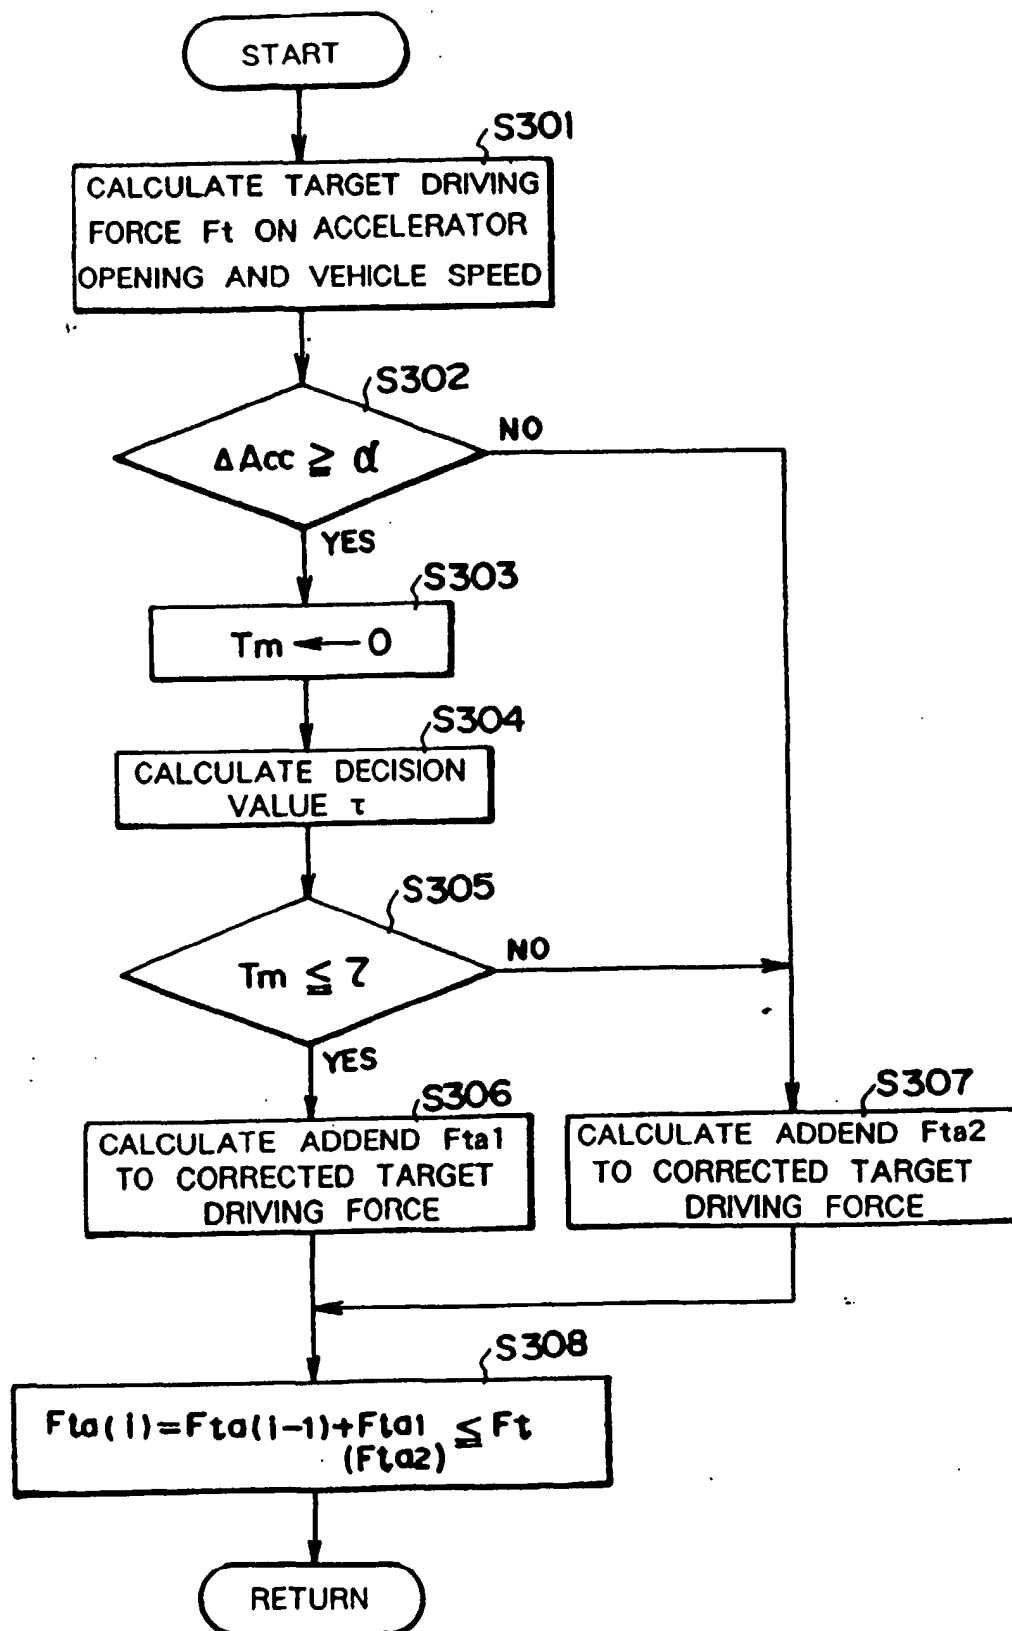 START
S301
CALCULATE TARGET DRIVING
FORCE Ft ON ACCELERATOR
OPENING AND VEHICLE SPEED
S302
ΔAcc ≧ α
NO
YES
S303
Tm ← 0
S304
CALCULATE DECISION
VALUE τ
S305
Tm ≦ τ
NO
YES
S306
CALCULATE ADDEND Fta1
TO CORRECTED TARGET
DRIVING FORCE
S307
CALCULATE ADDEND Fta2
TO CORRECTED TARGET
DRIVING FORCE
S308
Fta(i)=Fta(i-1)+Fta1 ≦ Ft
(Fta2)
RETURN